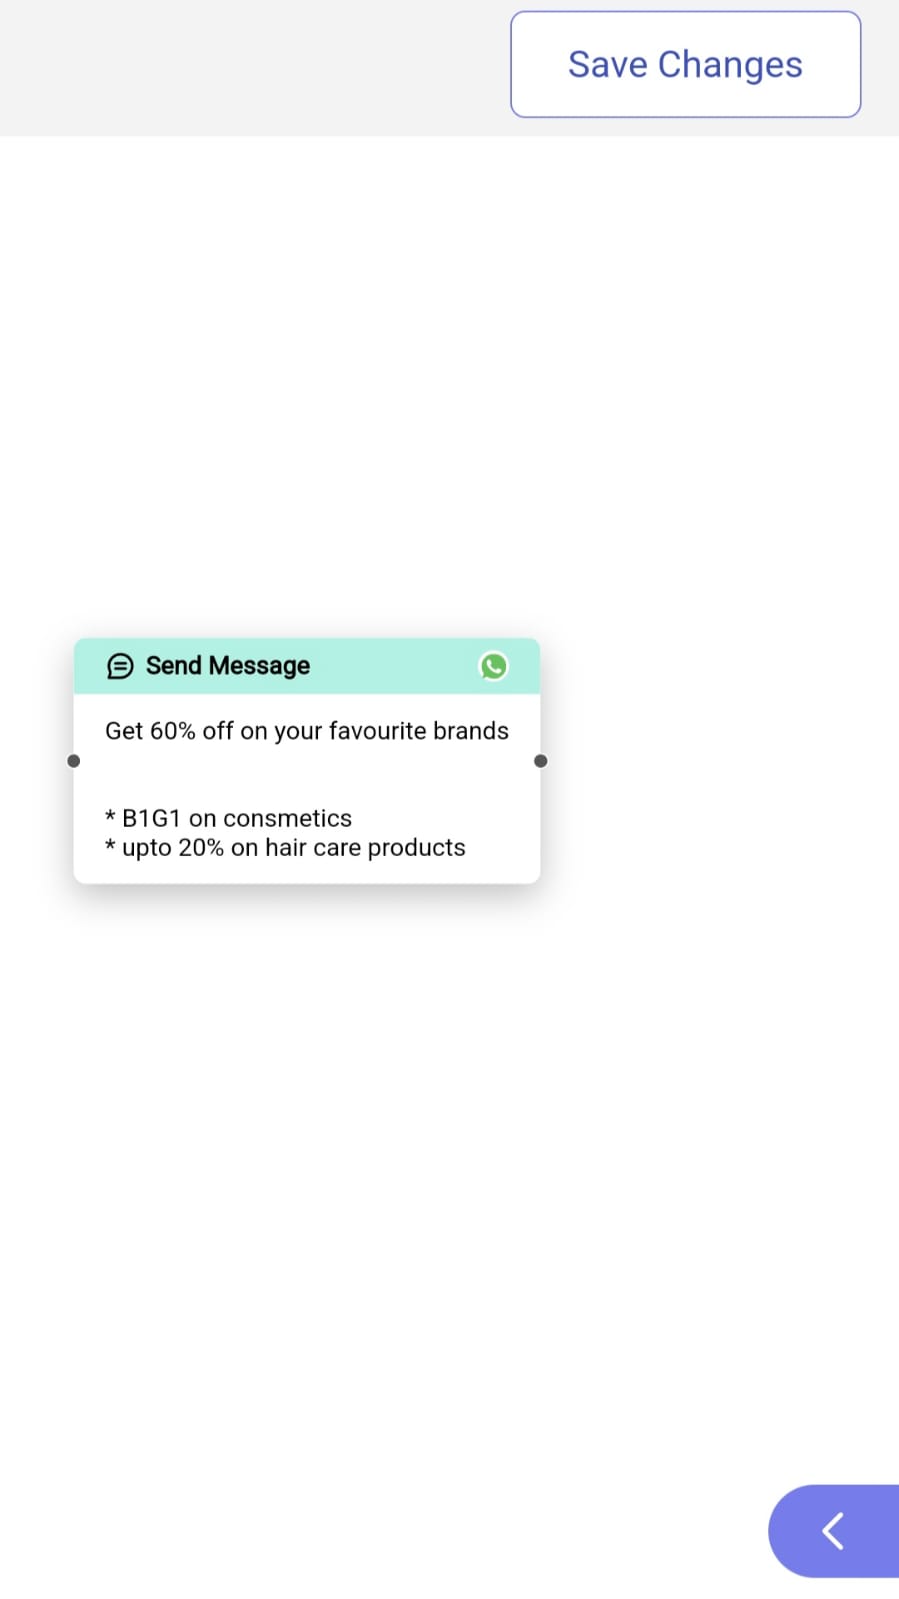 Save Changes
Send Message
Get 60% off on your favourite brands
* B1G1 on consmetics
* upto 20% on hair care products